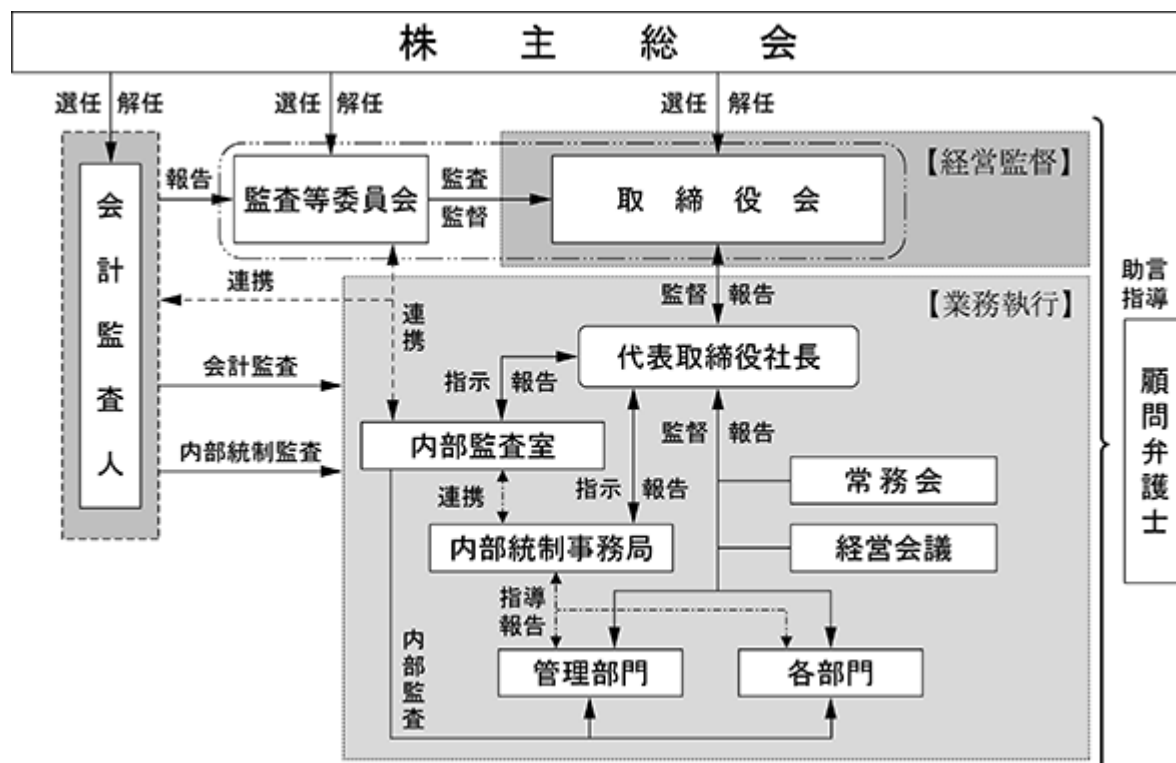 株主総会
選任 解任
選任 解任
選任 解任
【経営監督】
会計監査人
報告
監査等委員会
監査
監督
取締役会
連携
連携
監督 報告
【業務執行】
助言
指導
顧問弁護士
代表取締役社長
会計監査
指示 報告
内部監査室
監督 報告
内部統制監査
連携
指示 報告
常務会
内部統制事務局
経営会議
指導
報告
内部監査
管理部門
各部門